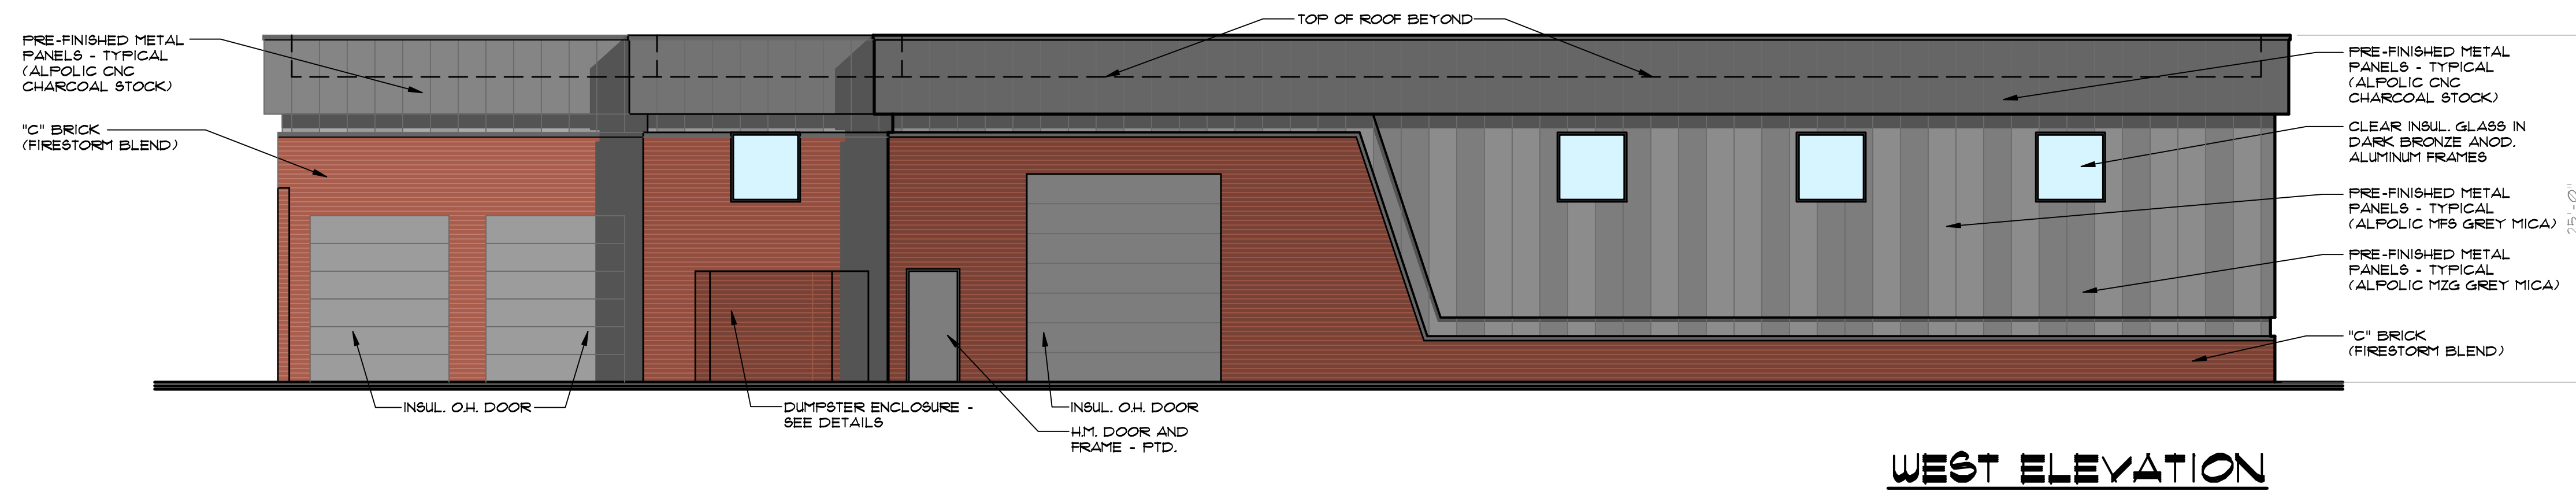 TOP OF ROOF BEYOND
PRE-FINISHED METAL
PANELS - TYPICAL
(ALPOLIC CNC
CHARCOAL STOCK)
"C" BRICK
(FIRESTORM BLEND)
INSUL. O.H. DOOR
DUMPSTER ENCLOSURE -
SEE DETAILS
INSUL. O.H. DOOR
H.M. DOOR AND
FRAME - PTD.
PRE-FINISHED METAL
PANELS - TYPICAL
(ALPOLIC CNC
CHARCOAL STOCK)
CLEAR INSUL. GLASS IN
DARK BRONZE ANOD.
ALUMINUM FRAMES
PRE-FINISHED METAL
PANELS - TYPICAL
(ALPOLIC MFS GREY MICA)
PRE-FINISHED METAL
PANELS - TYPICAL
(ALPOLIC MZG GREY MICA)
"C" BRICK
(FIRESTORM BLEND)
25'-0"
WEST ELEVATION